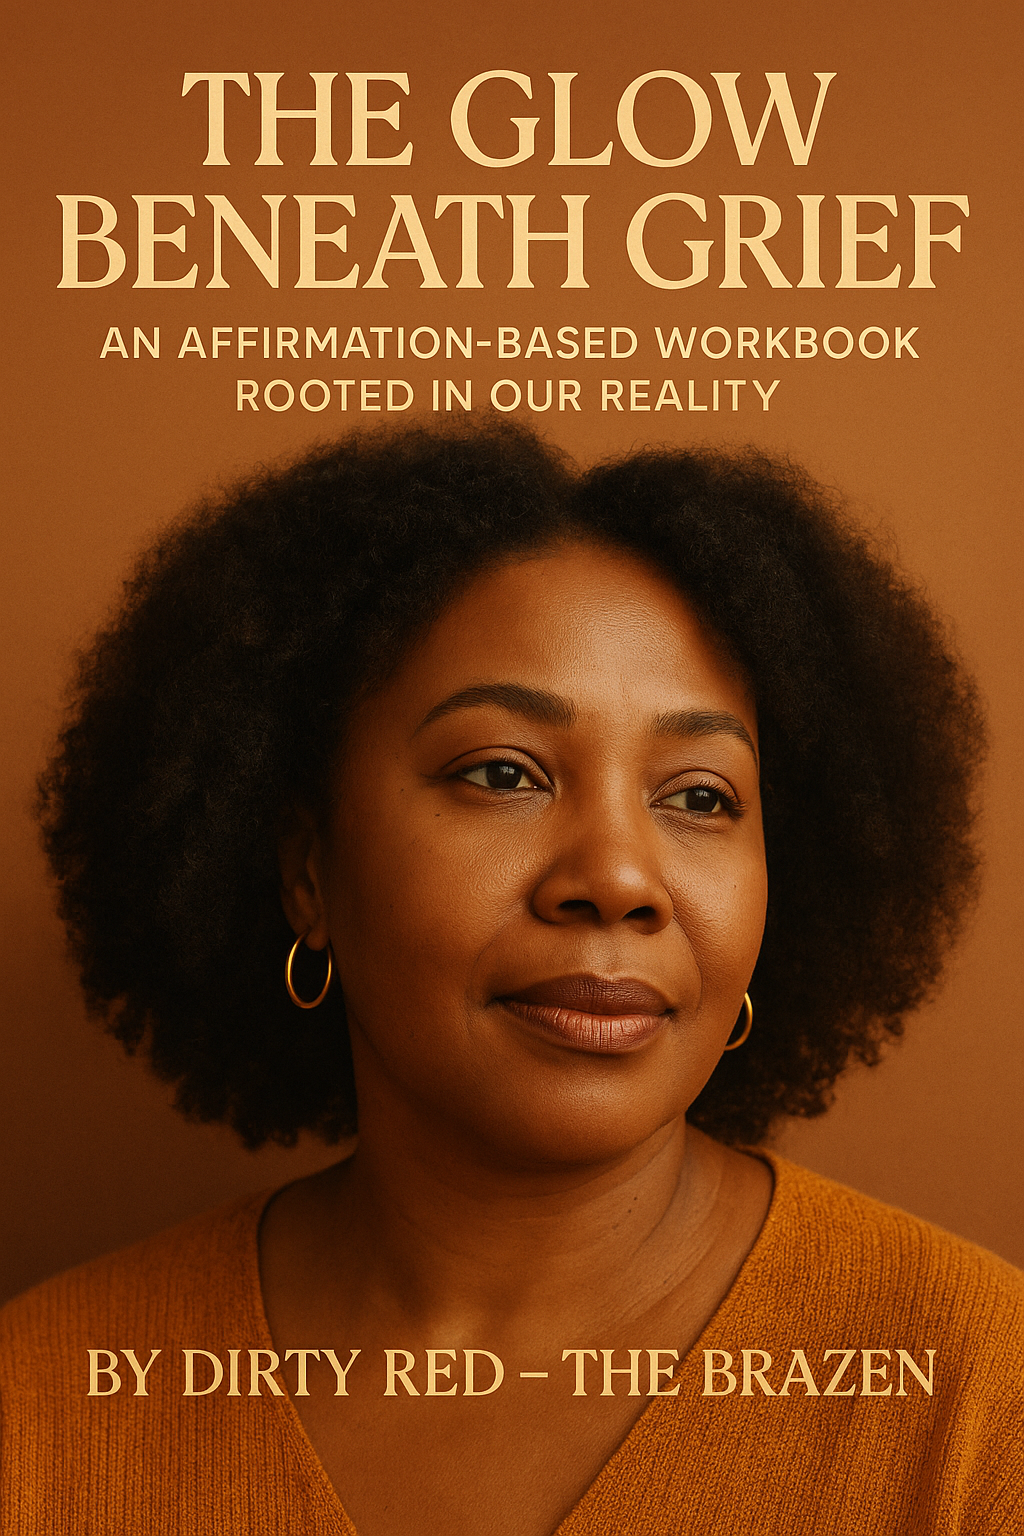 THE GLOW
BENEATH GRIEF
AN AFFIRMATION-BASED WORKBOOK
ROOTED IN OUR REALITY
BY DIRTY RED – THE BRAZEN